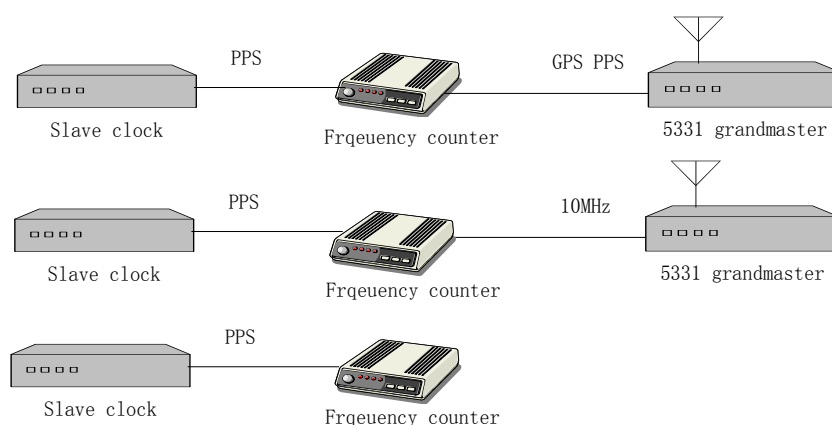 PPS
GPS PPS
Slave clock
Frqeuency counter
5331 grandmaster
PPS
10MHz
Slave clock
Frqeuency counter
5331 grandmaster
PPS
Slave clock
Frqeuency counter